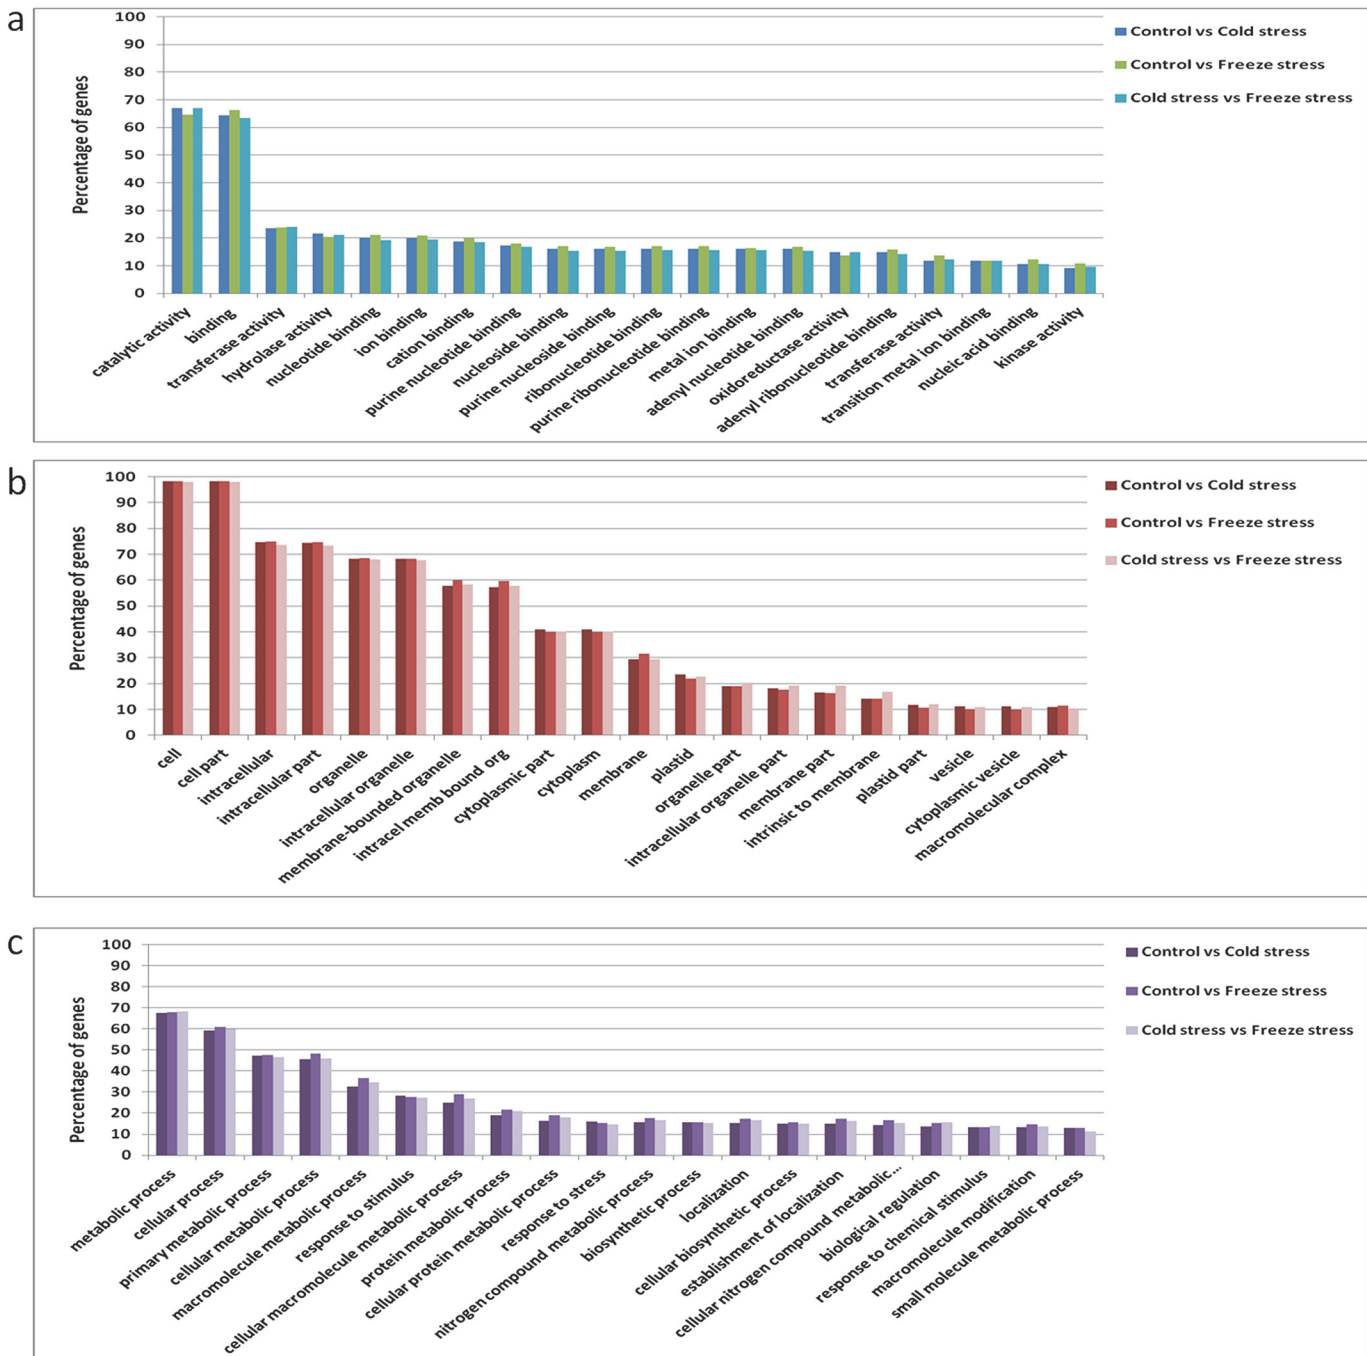 a
Percentage of genes
100
90
80
70
60
50
40
30
20
10
0
catalytic activity
binding
transferase activity
hydrolase activity
nucleotide binding
ion binding
cation binding
purine nucleotide binding
nucleoside binding
purine nucleoside binding
ribonucleotide binding
purine ribonucleotide binding
metal ion binding
adenyl nucleotide binding
oxidoreductase activity
adenyl ribonucleotide binding
transferase activity
transition metal ion binding
nucleic acid binding
kinase activity
Control vs Cold stress
Control vs Freeze stress
Cold stress vs Freeze stress
b
Percentage of genes
100
90
80
70
60
50
40
30
20
10
0
cell
cell part
intracellular
intracellular part
organelle
intracellular organelle
membrane-bounded organelle
intracel memb bound org
cytoplasmic part
cytoplasm
membrane
plastid
organelle part
intracellular organelle part
membrane part
intrinsic to membrane
plastid part
vesicle
cytoplasmic vesicle
macromolecular complex
Control vs Cold stress
Control vs Freeze stress
Cold stress vs Freeze stress
c
Percentage of genes
100
90
80
70
60
50
40
30
20
10
0
metabolic process
cellular process
primary metabolic process
cellular metabolic process
macromolecule metabolic process
response to stimulus
cellular macromolecule metabolic process
protein metabolic process
cellular protein metabolic process
response to stress
nitrogen compound metabolic process
biosynthetic process
localization
cellular biosynthetic process
establishment of localization
cellular nitrogen compound metabolic...
biological regulation
response to chemical stimulus
macromolecule modification
small molecule metabolic process
Control vs Cold stress
Control vs Freeze stress
Cold stress vs Freeze stress